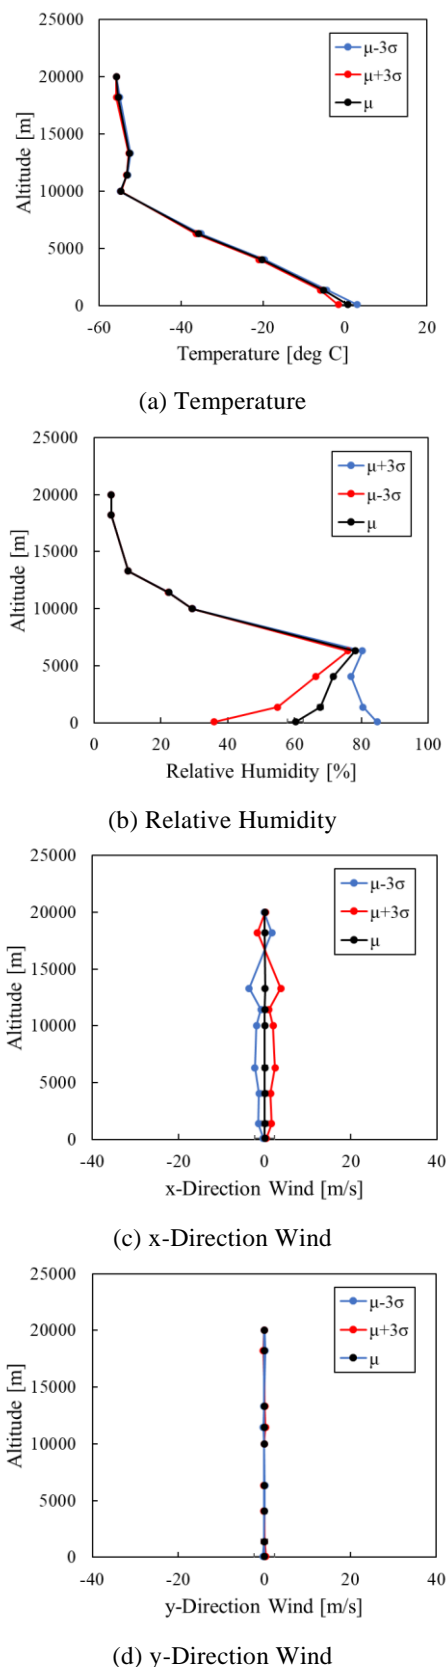 25000
20000
15000
10000
5000
0
Altitude [m]
μ-3σ
μ+3σ
μ
-60
-40
-20
0
20
Temperature [deg C]
(a) Temperature
25000
20000
15000
10000
5000
0
Altitude [m]
μ+3σ
μ-3σ
μ
0
20
40
60
80
100
Relative Humidity [%]
(b) Relative Humidity
25000
20000
15000
10000
5000
0
Altitude [m]
μ-3σ
μ+3σ
μ
-40
-20
0
20
40
x-Direction Wind [m/s]
(c) x-Direction Wind
25000
20000
15000
10000
5000
0
Altitude [m]
μ-3σ
μ+3σ
μ
-40
-20
0
20
40
y-Direction Wind [m/s]
(d) y-Direction Wind